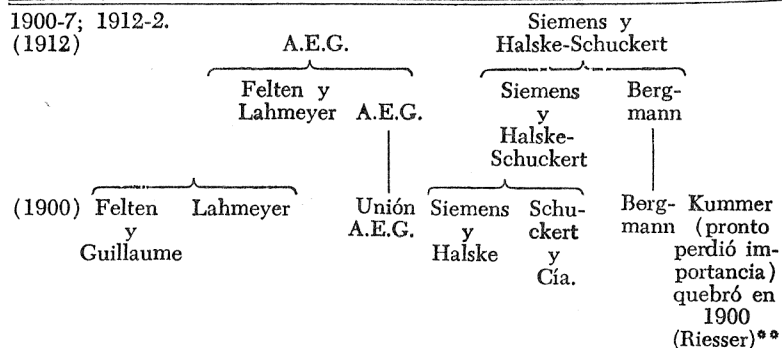 1900-7; 1912-2.
(1912)
A.E.G.
Siemens y
Halske-Schuckert
Felten y
Lahmeyer
A.E.G.
Siemens
y
Halske-
Schuckert
Berg-
mann
(1900)
Felten
y
Guillaume
Lahmeyer
Unión
A.E.G.
Siemens
y
Halske
Schu-
ckert
y
Cía.
Berg-
mann
Kummer
(pronto
perdió im-
portancia)
quebró en
1900
(Riesser)**